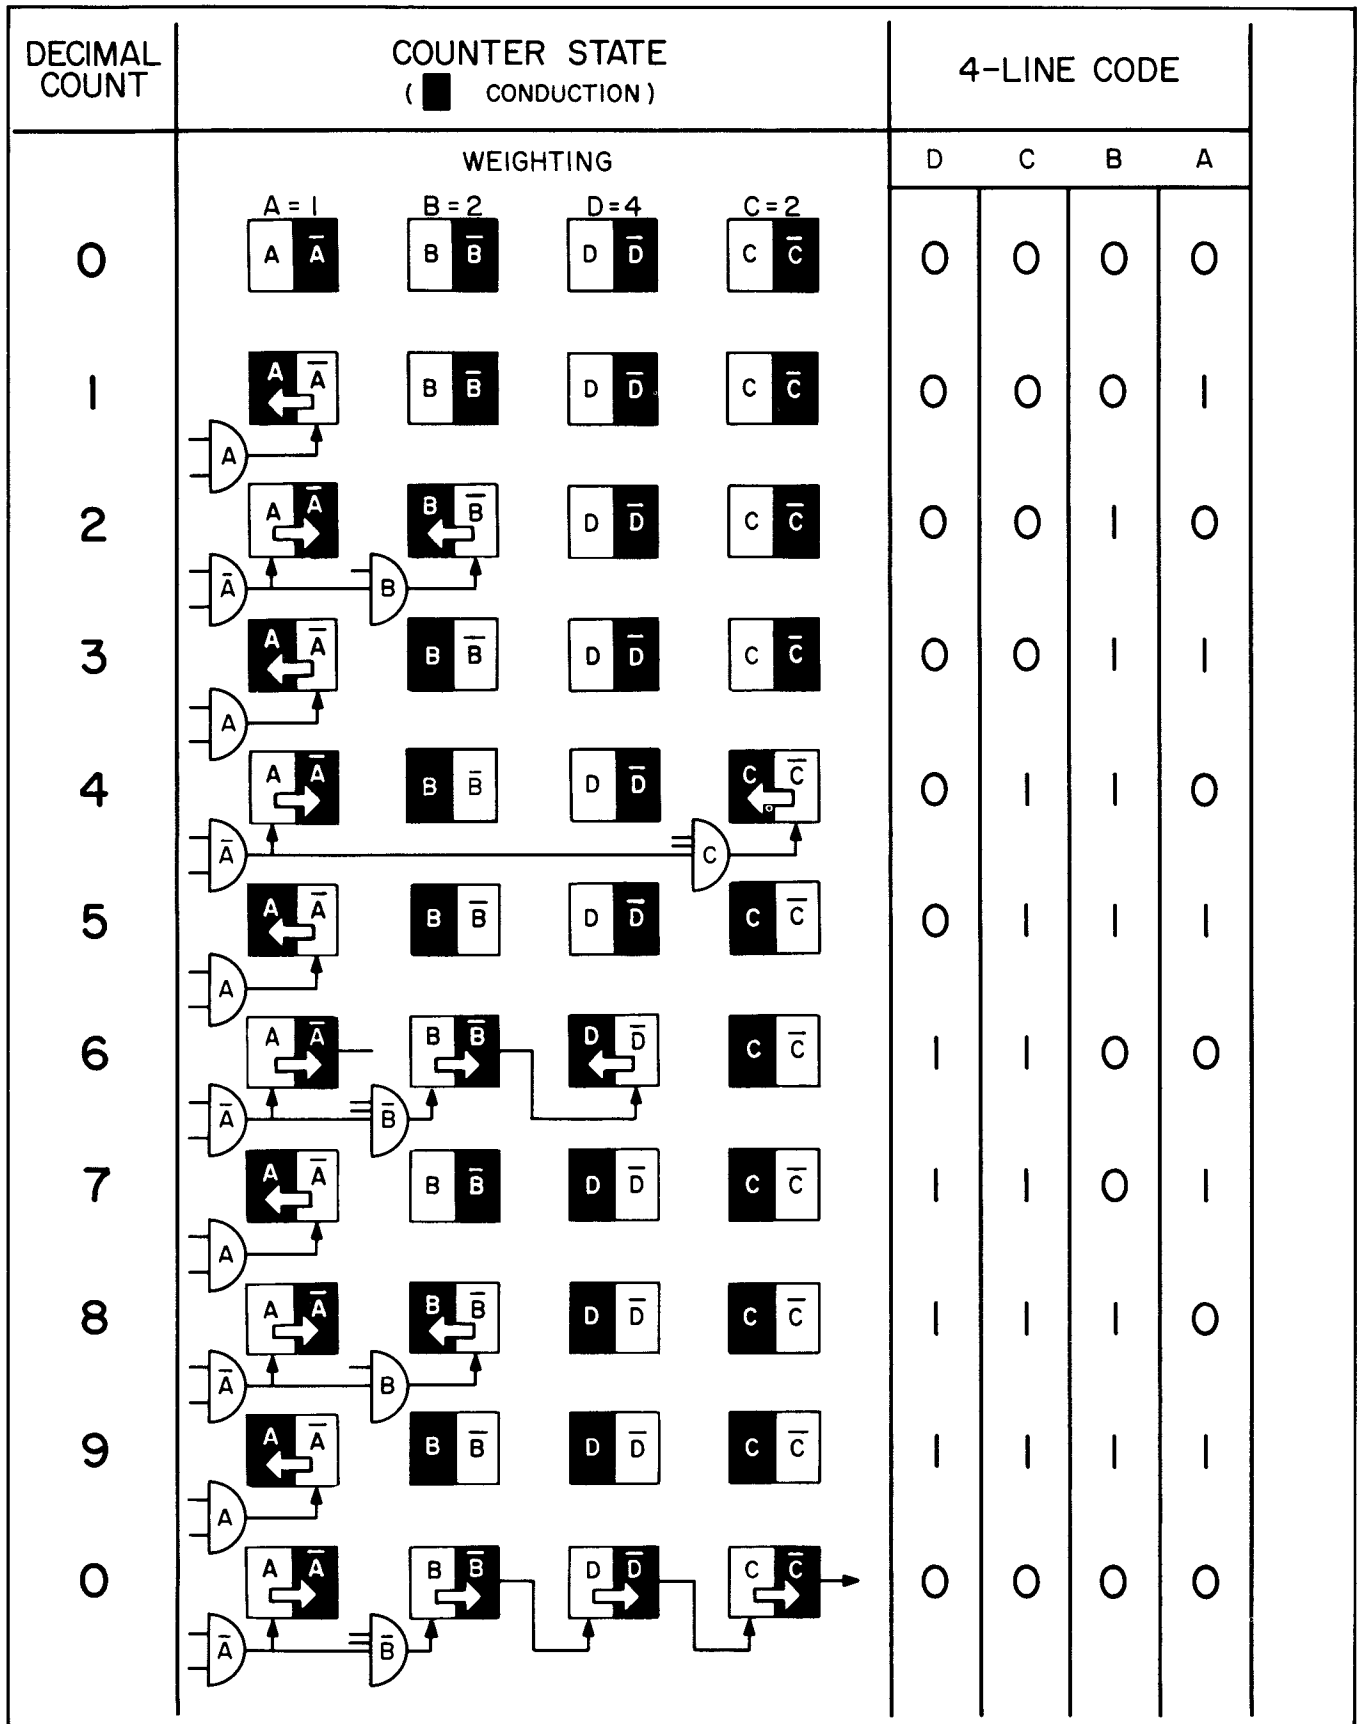 DECIMAL COUNT
COUNTER STATE
( CONDUCTION )
4-LINE CODE
WEIGHTING
D C B A
A = 1 B = 2 D = 4 C = 2
0 A A̅ B B̅ D D̅ C C̅ 0 0 0 0
1 A A̅ B B̅ D D̅ C C̅ 0 0 0 1
A
2 A A̅ B B̅ D D̅ C C̅ 0 0 1 0
A̅ B
3 A A̅ B B̅ D D̅ C C̅ 0 0 1 1
A
4 A A̅ B B̅ D D̅ C C̅ 0 1 1 0
A̅ C
5 A A̅ B B̅ D D̅ C C̅ 0 1 1 1
A
6 A A̅ B B̅ D D̅ C C̅ 1 1 0 0
A̅ B̅
7 A A̅ B B̅ D D̅ C C̅ 1 1 0 1
A
8 A A̅ B B̅ D D̅ C C̅ 1 1 1 0
A̅ B
9 A A̅ B B̅ D D̅ C C̅ 1 1 1 1
A
0 A A̅ B B̅ D D̅ C C̅ 0 0 0 0
A̅ B̅